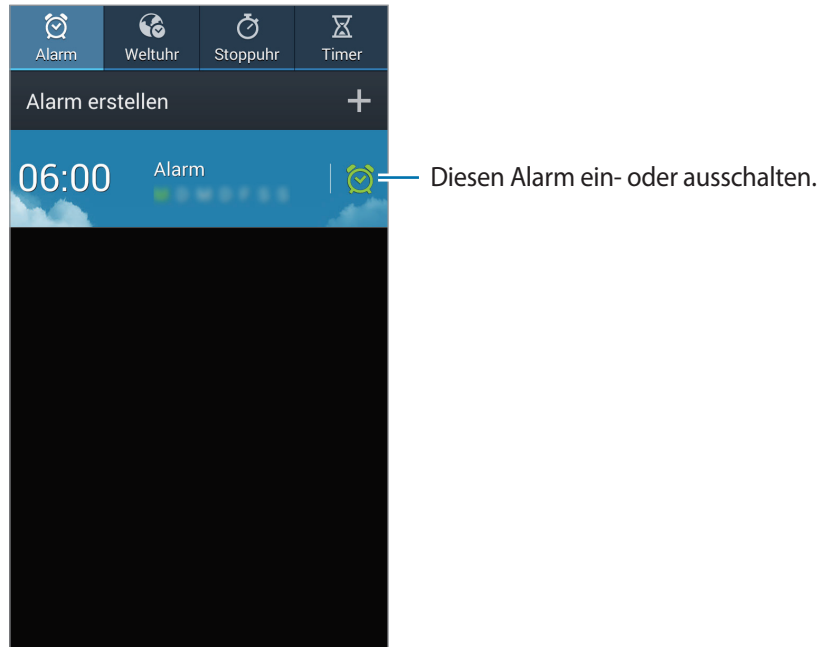 Alarm Weltuhr Stoppuhr Timer
Alarm erstellen
06:00 Alarm
Diesen Alarm ein- oder ausschalten.